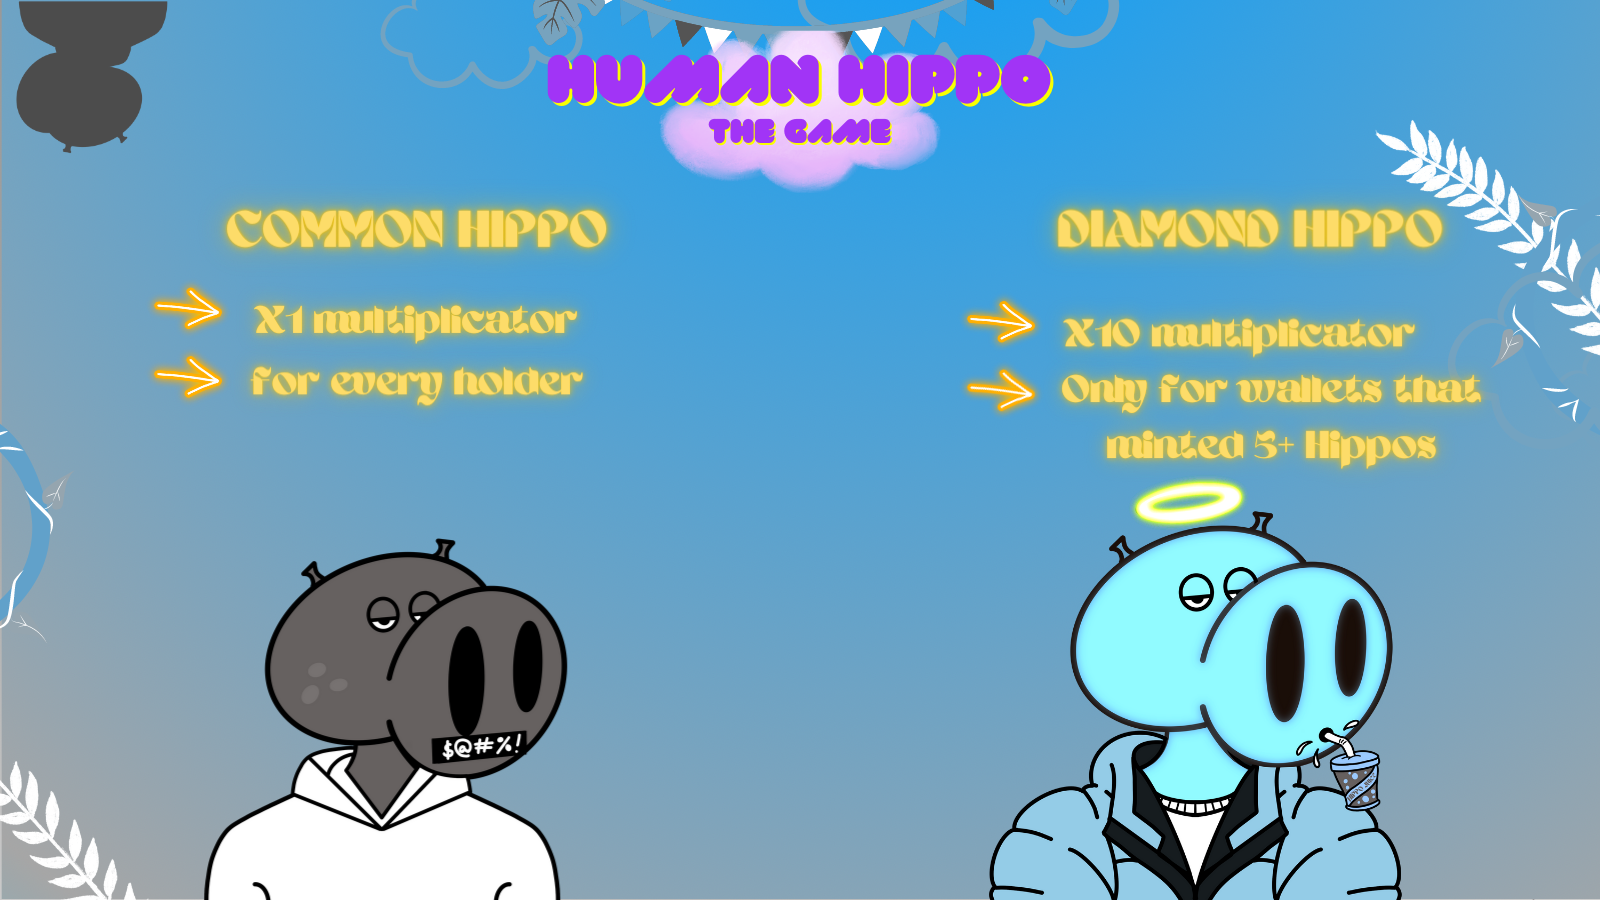 HUMAN HIPPO
THE GAME
COMMON HIPPO
X1 multiplicator
for every holder
DIAMOND HIPPO
X10 multiplicator
Only for wallets that
minted 5+ Hippos
$@#%!